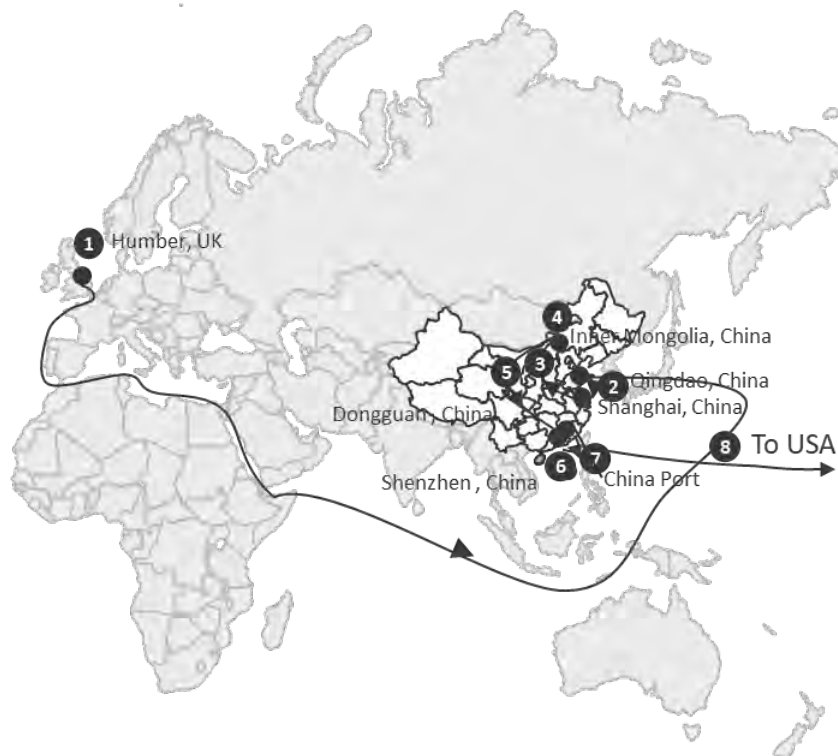 1 Humber, UK
4
Inner Mongolia, China
3
5
2 Qingdao, China
Shanghai, China
Dongguan, China
8 To USA
7
6
Shenzhen , China
China Port